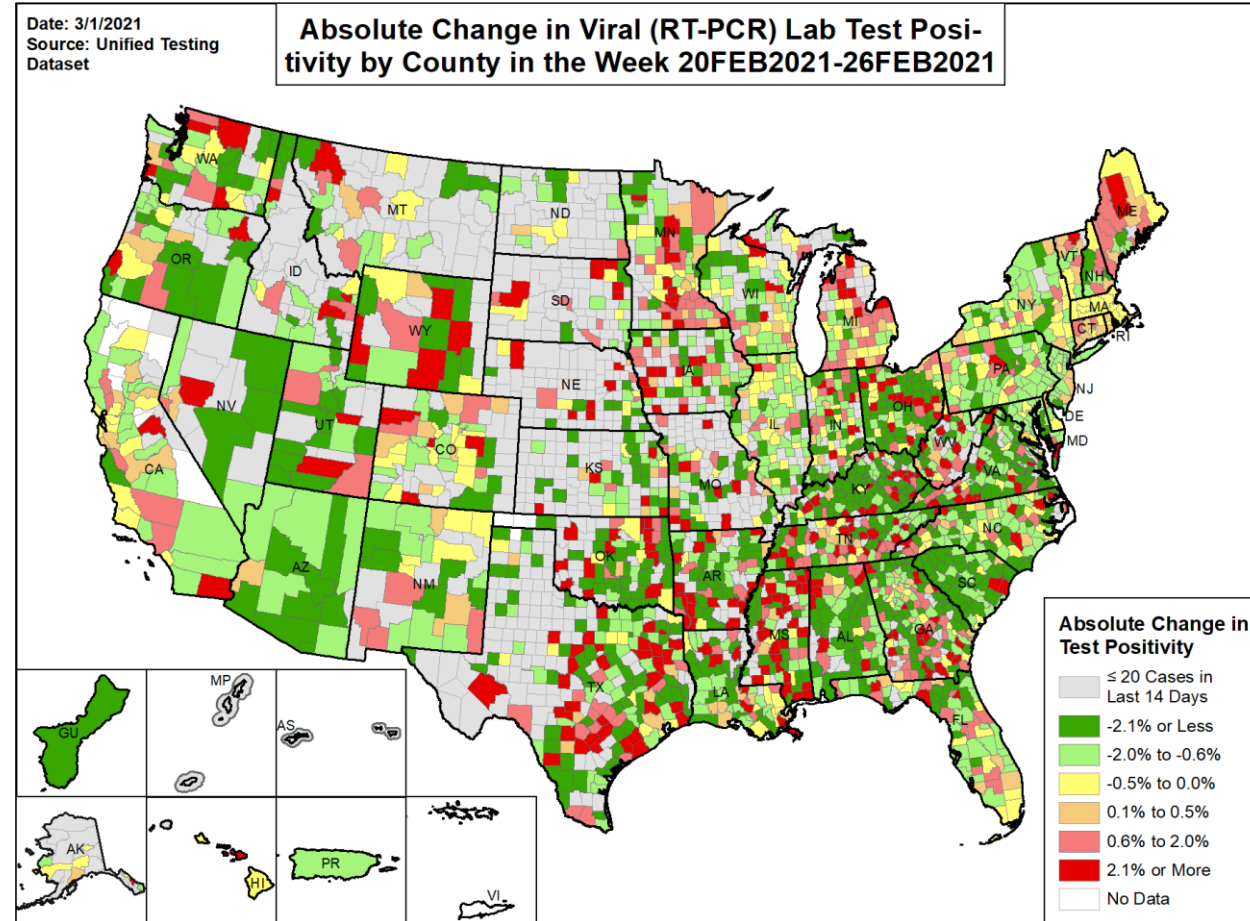 Date: 3/1/2021
Source: Unified Testing
Dataset
Absolute Change in Viral (RT-PCR) Lab Test Posi-
tivity by County in the Week 20FEB2021-26FEB2021
WA
MT
ND
MN
ME
OR
ID
SD
WI
MI
VT
NH
NY
MA
CT
RI
WY
NE
IA
PA
NJ
NV
UT
CO
IL
IN
OH
DE
MD
CA
KS
MO
WV
VA
KY
AZ
NM
OK
AR
TN
NC
SC
TX
LA
MS
AL
GA
FL
GU
MP
AS
AK
HI
PR
VI
Absolute Change in
Test Positivity
≤ 20 Cases in
Last 14 Days
-2.1% or Less
-2.0% to -0.6%
-0.5% to 0.0%
0.1% to 0.5%
0.6% to 2.0%
2.1% or More
No Data